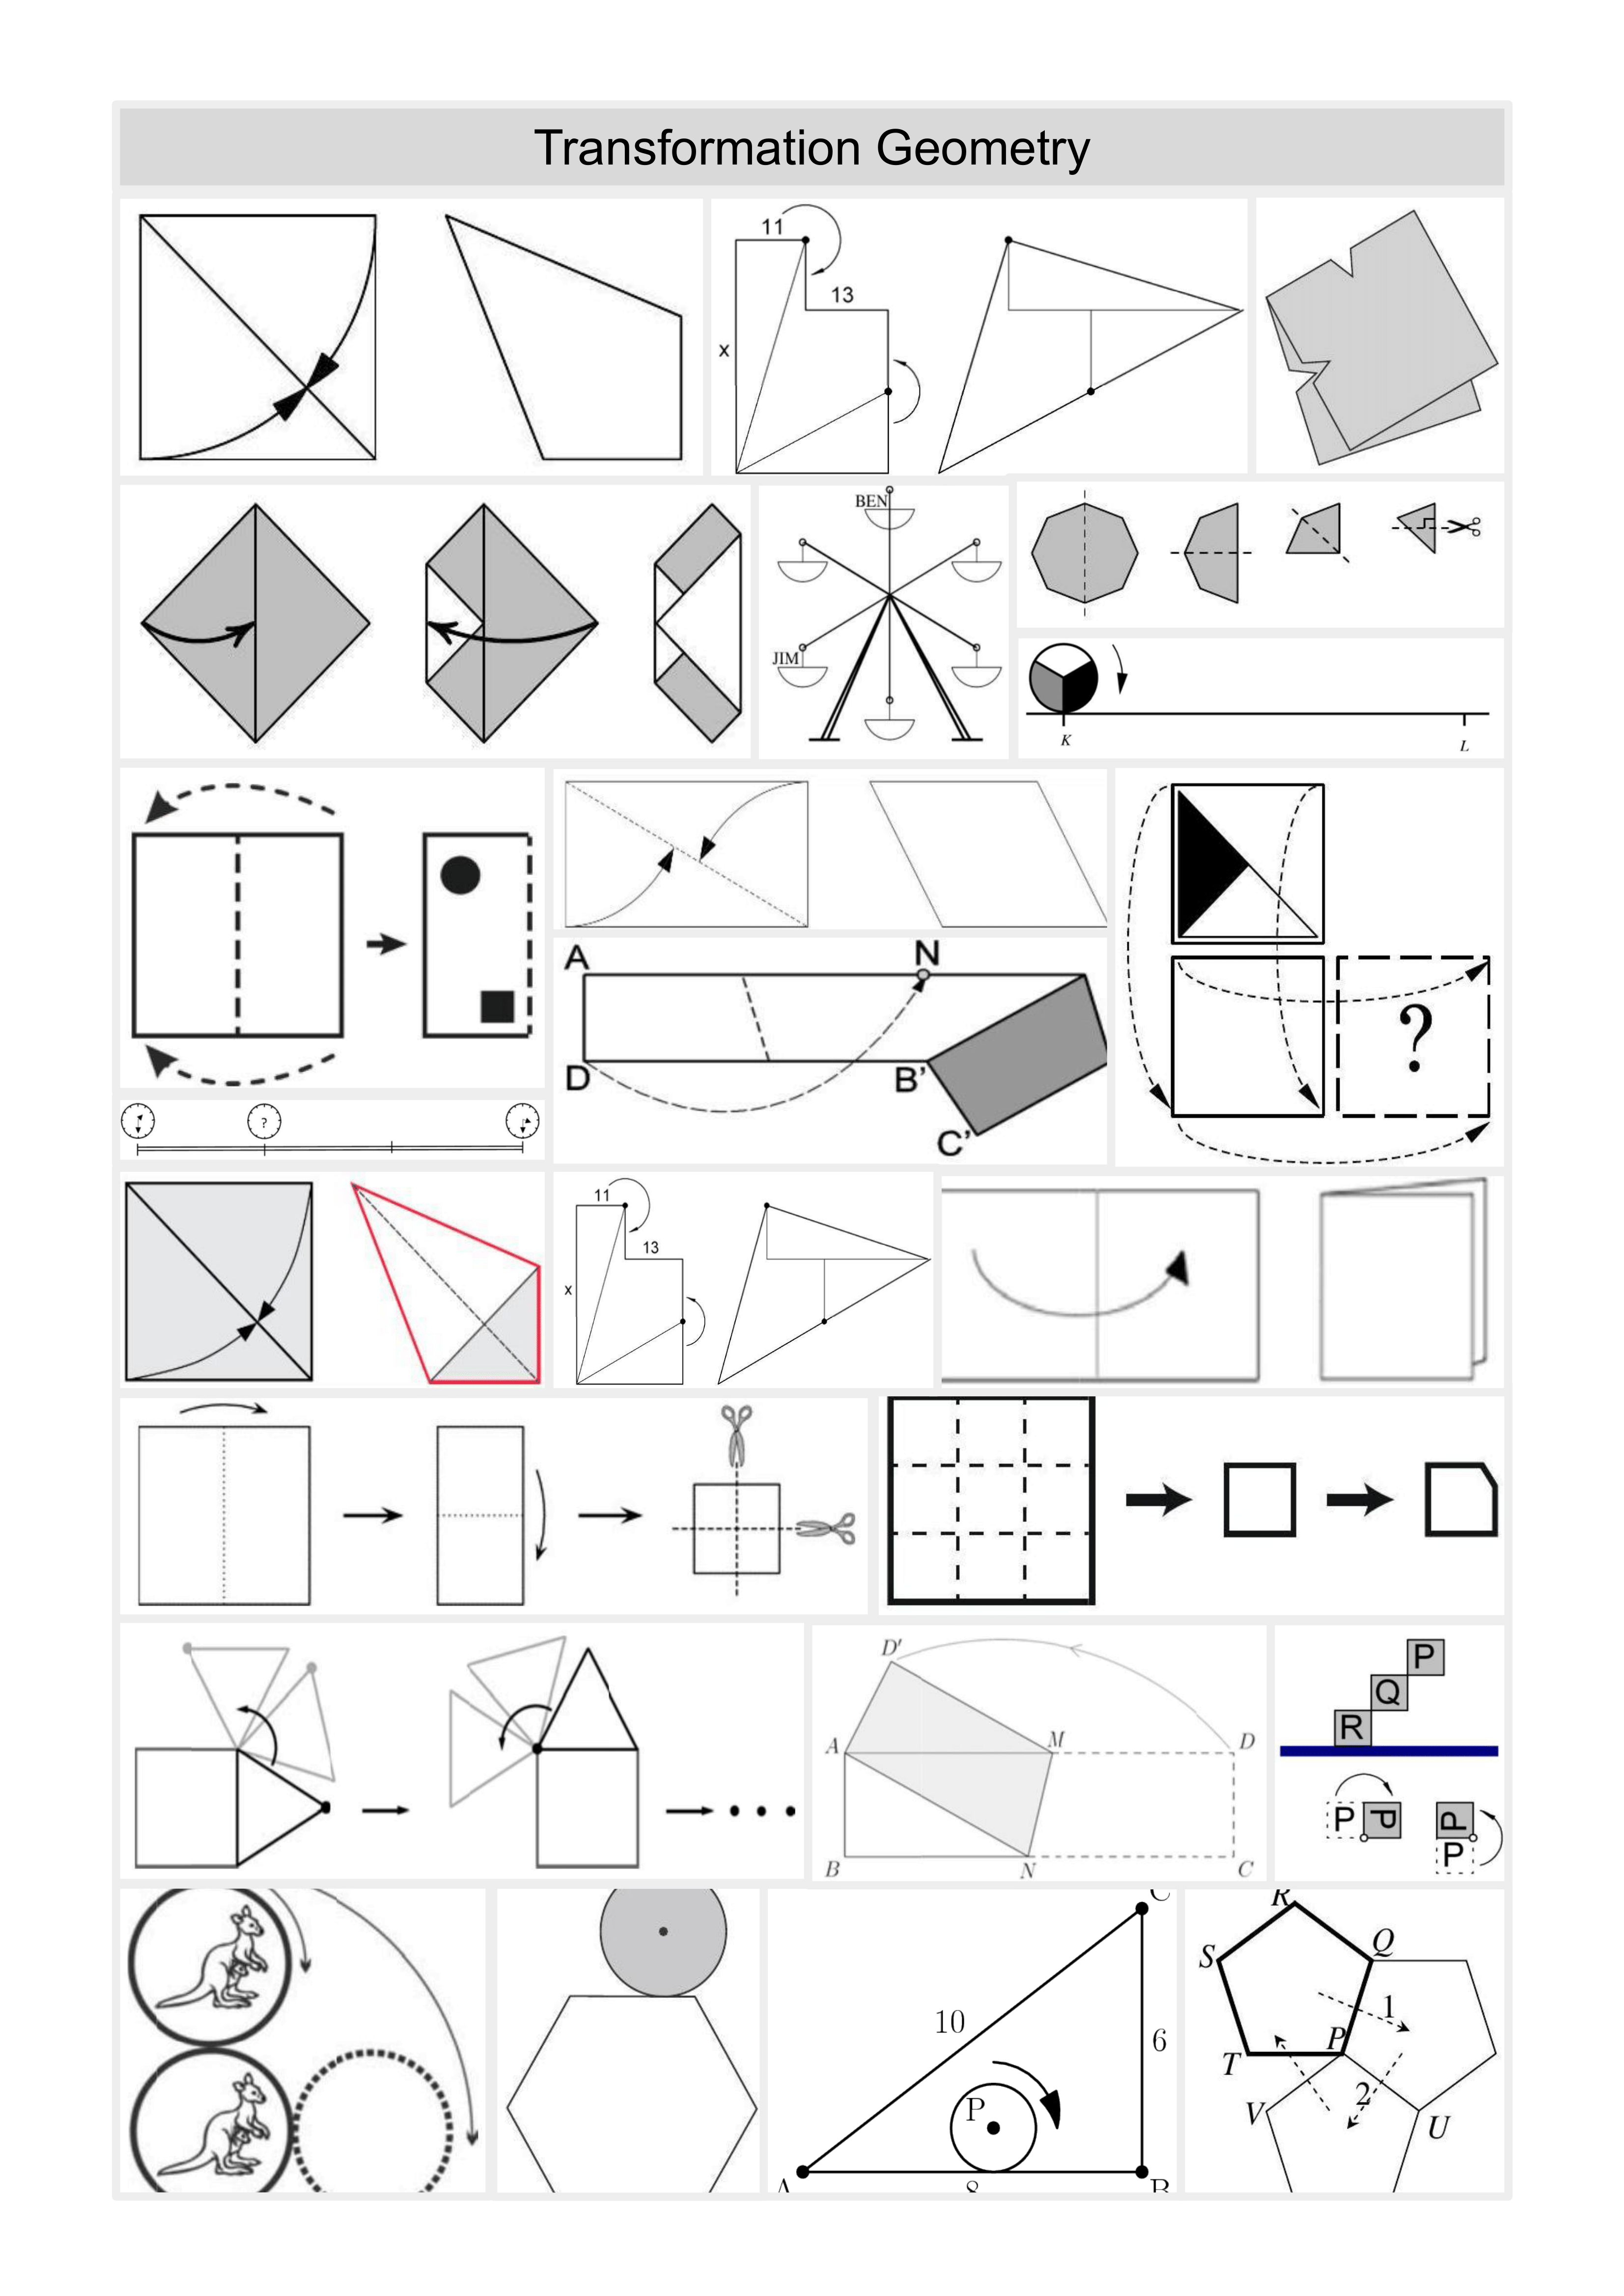 Transformation Geometry
11
13
x
BEN
JIM
K
L
A
N
D
B'
C'
?
?
11
13
x
D'
A
M
D
B
N
C
P
Q
R
P
P
P
P
10
6
P
A
8
B
C
R
S
Q
1
P
T
2
V
U